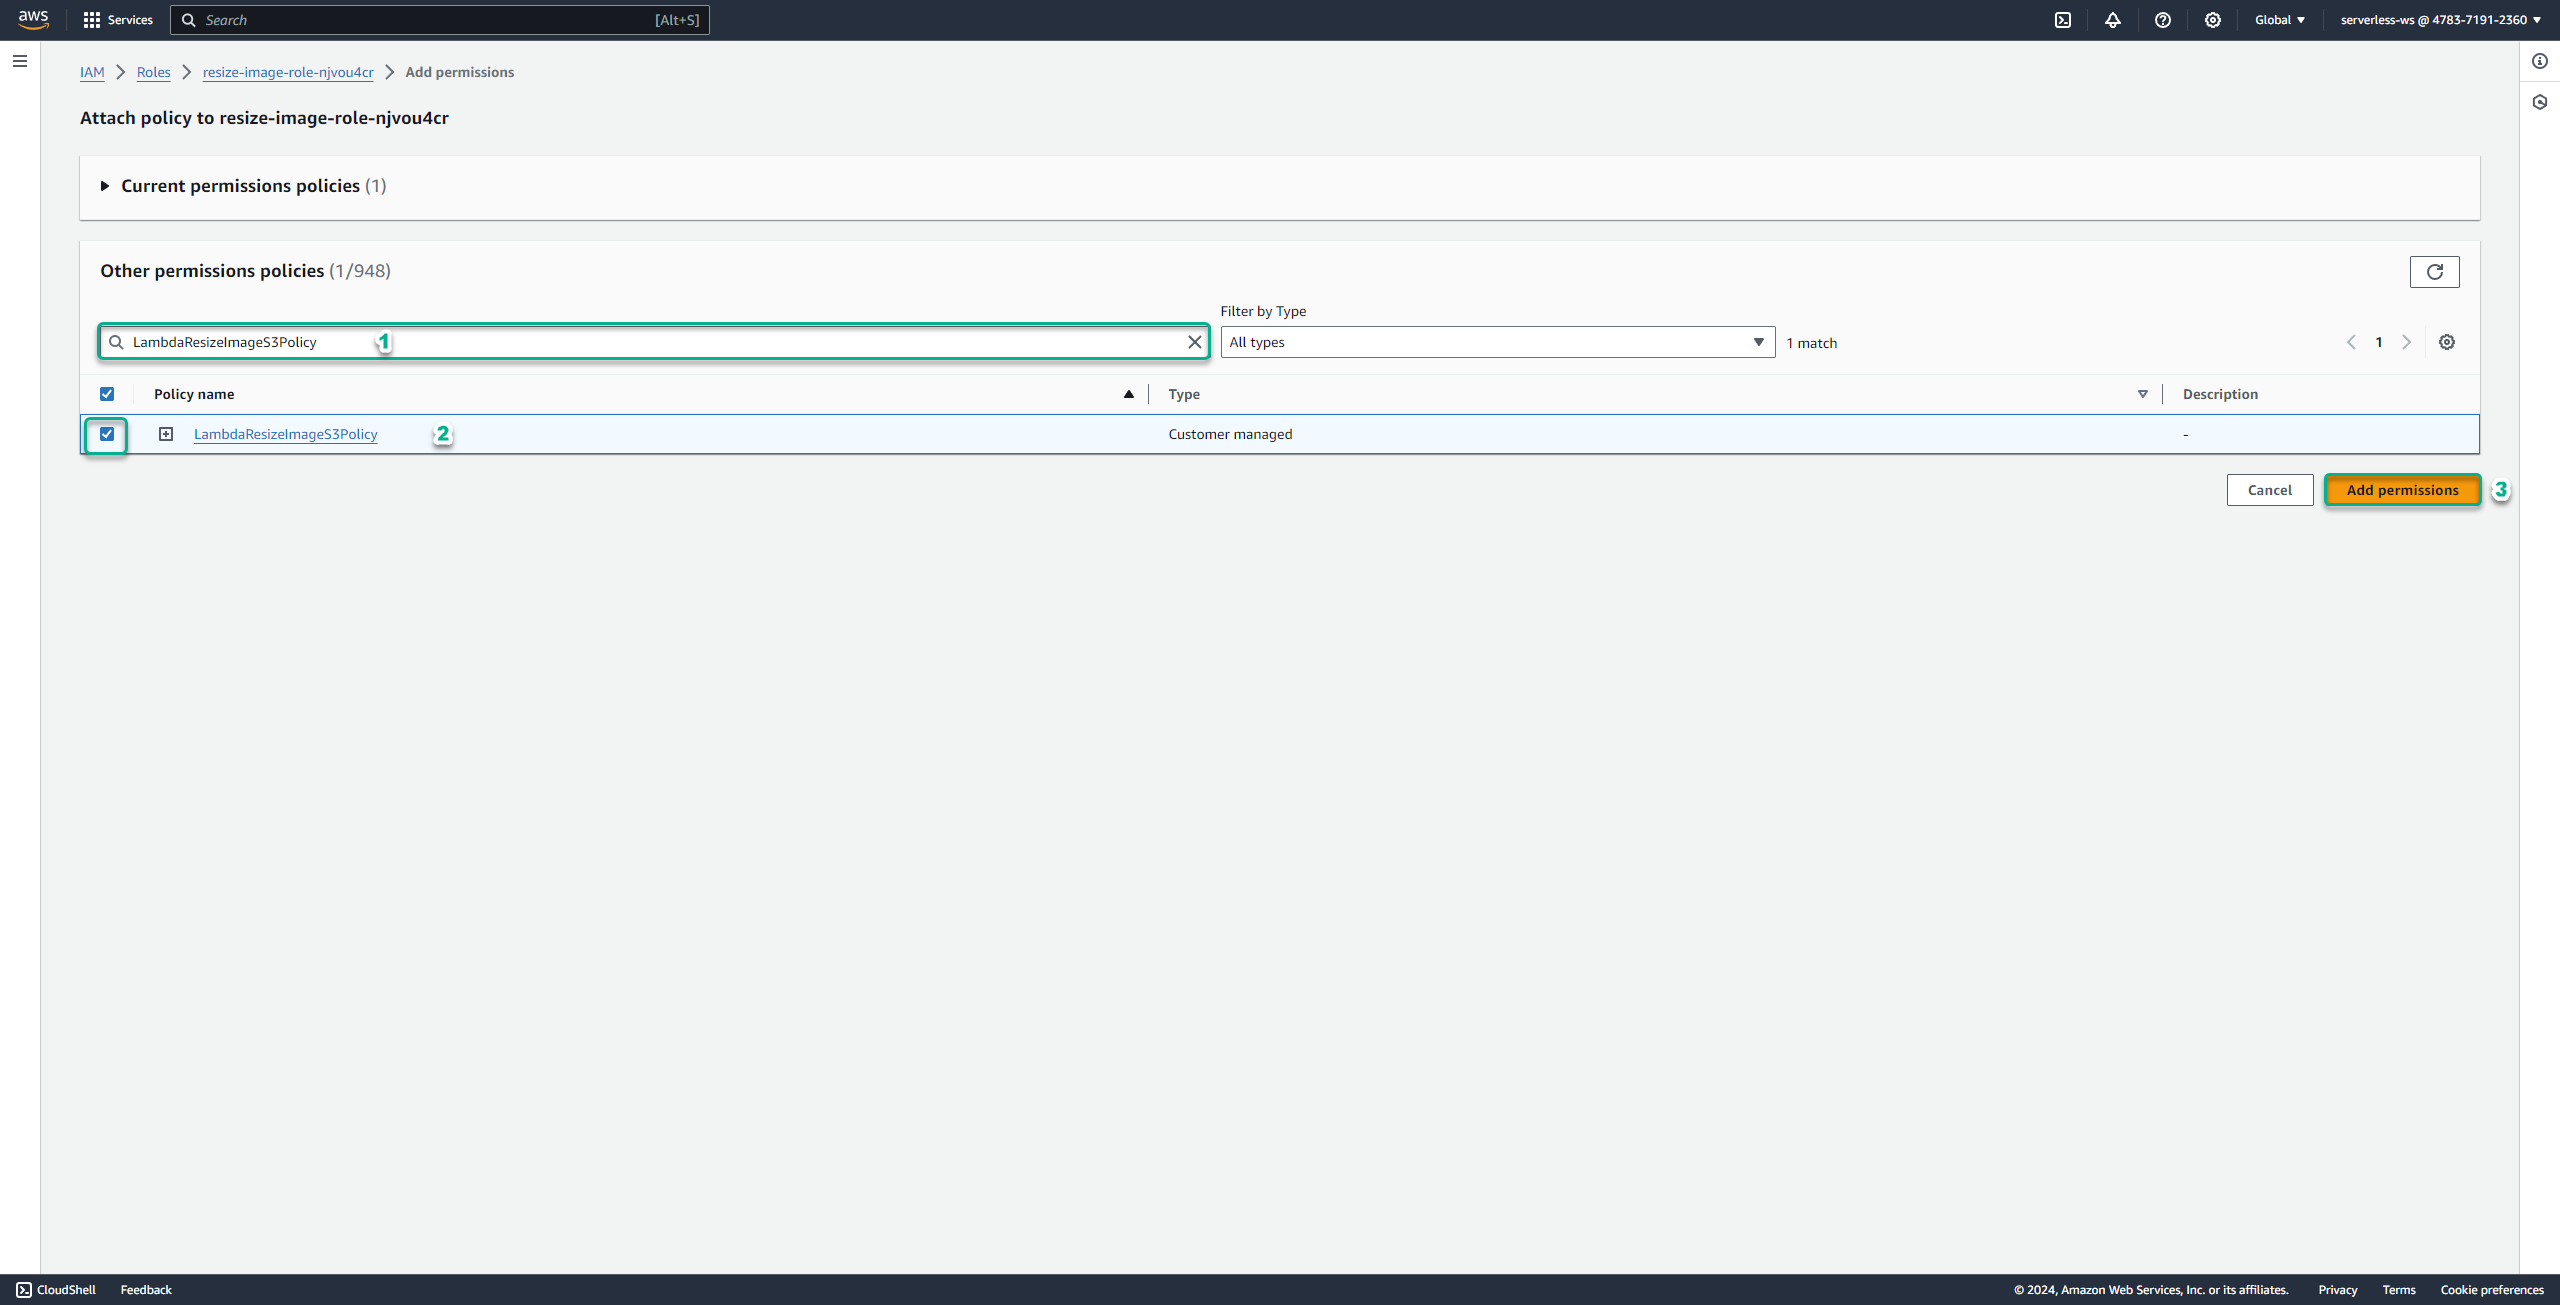 aws
Services
Search
[Alt+S]
Global
serverless-ws @ 4783-7191-2360
IAM
Roles
resize-image-role-njvou4cr
Add permissions
Attach policy to resize-image-role-njvou4cr
Current permissions policies (1)
Other permissions policies (1/948)
Filter by Type
LambdaResizeImageS3Policy
1
All types
1 match
1
Policy name
Type
Description
LambdaResizeImageS3Policy
2
Customer managed
-
Cancel
Add permissions
3
CloudShell
Feedback
© 2024, Amazon Web Services, Inc. or its affiliates.
Privacy
Terms
Cookie preferences